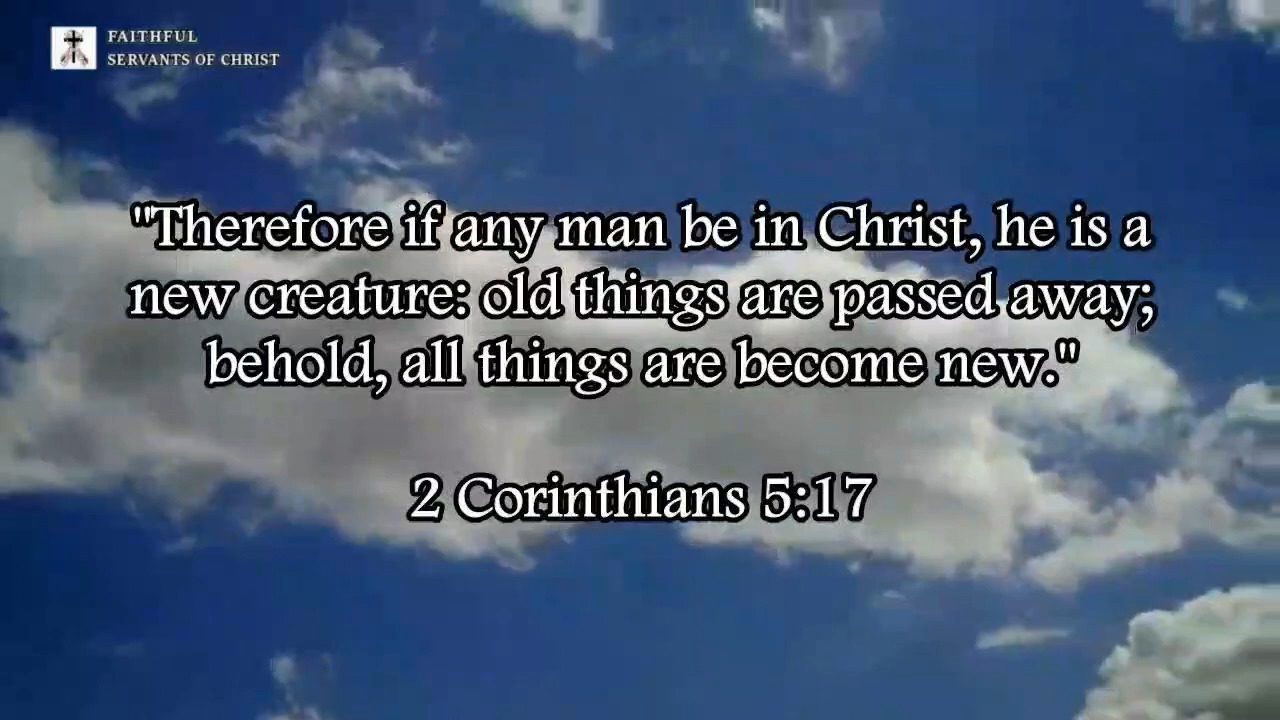 FAITHFUL
SERVANTS OF CHRIST
"Therefore if any man be in Christ, he is a
new creature: old things are passed away;
behold, all things are become new."
2 Corinthians 5:17